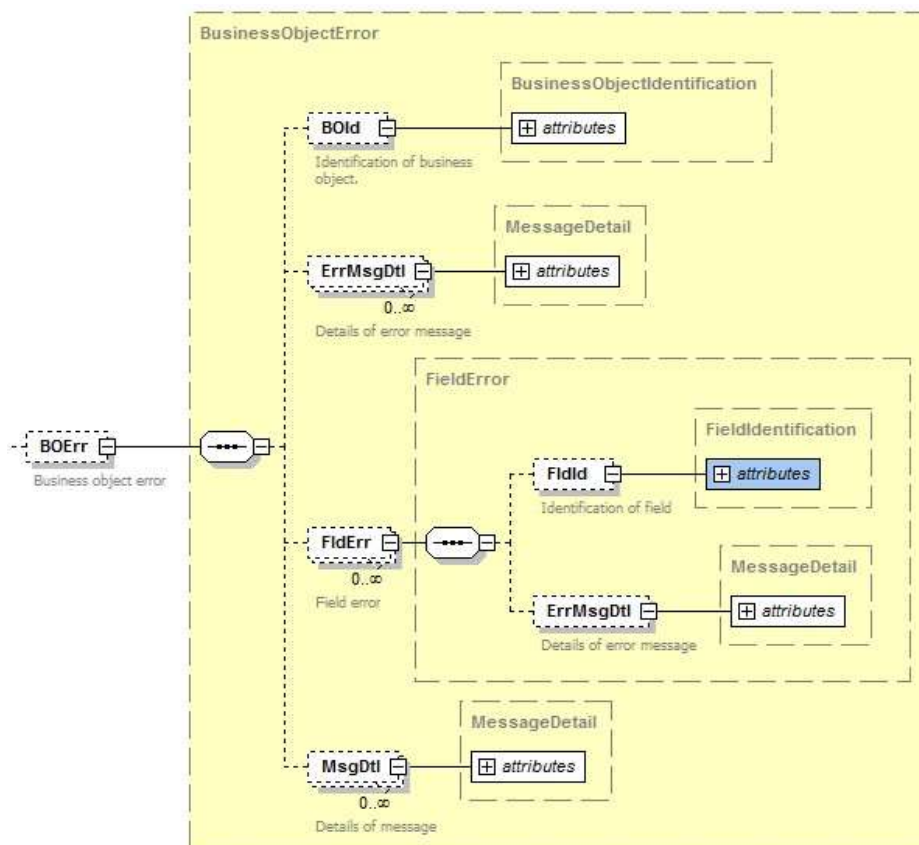 BusinessObjectError
BusinessObjectIdentification
BOId
attributes
Identification of business
object.
MessageDetail
ErrMsgDtl
attributes
0..∞
Details of error message
FieldError
FieldIdentification
BOErr
Business object error
FldId
attributes
Identification of field
FldErr
0..∞
Field error
MessageDetail
ErrMsgDtl
attributes
Details of error message
MessageDetail
MsgDtl
attributes
0..∞
Details of message